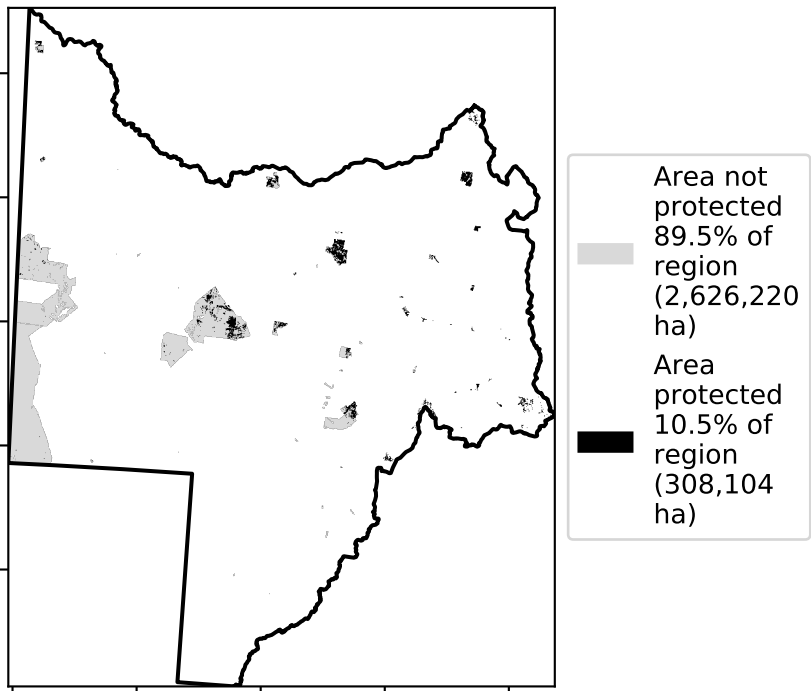 Area not
protected
89.5% of
region
(2,626,220
ha)
Area
protected
10.5% of
region
(308,104
ha)